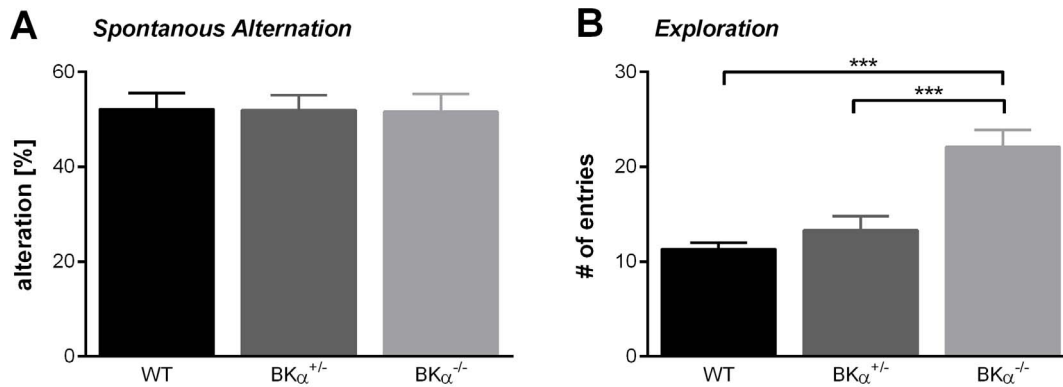 A Spontanous Alternation
60
40
20
0
alteration [%]
WT BKα+/- BKα-/-
B Exploration
***
***
30
20
10
0
# of entries
WT BKα+/- BKα-/-